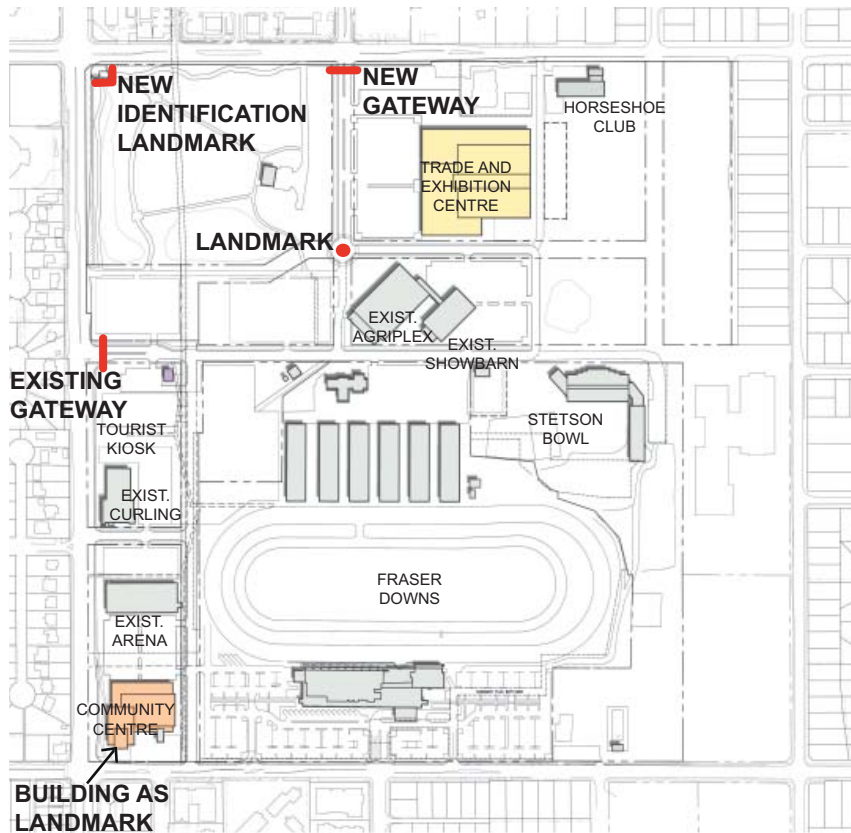 NEW
IDENTIFICATION
LANDMARK
NEW
GATEWAY
HORSESHOE
CLUB
TRADE AND
EXHIBITION
CENTRE
LANDMARK
EXIST.
AGRIPLEX
EXIST.
SHOWBARN
EXISTING
GATEWAY
TOURIST
KIOSK
STETSON
BOWL
EXIST.
CURLING
FRASER
DOWNS
EXIST.
ARENA
COMMUNITY
CENTRE
BUILDING AS
LANDMARK